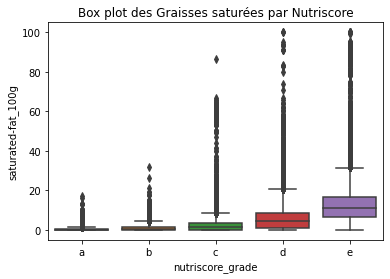 Box plot des Graisses saturées par Nutriscore
100
80
60
40
20
0
saturated-fat_100g
a b c d e
nutriscore_grade